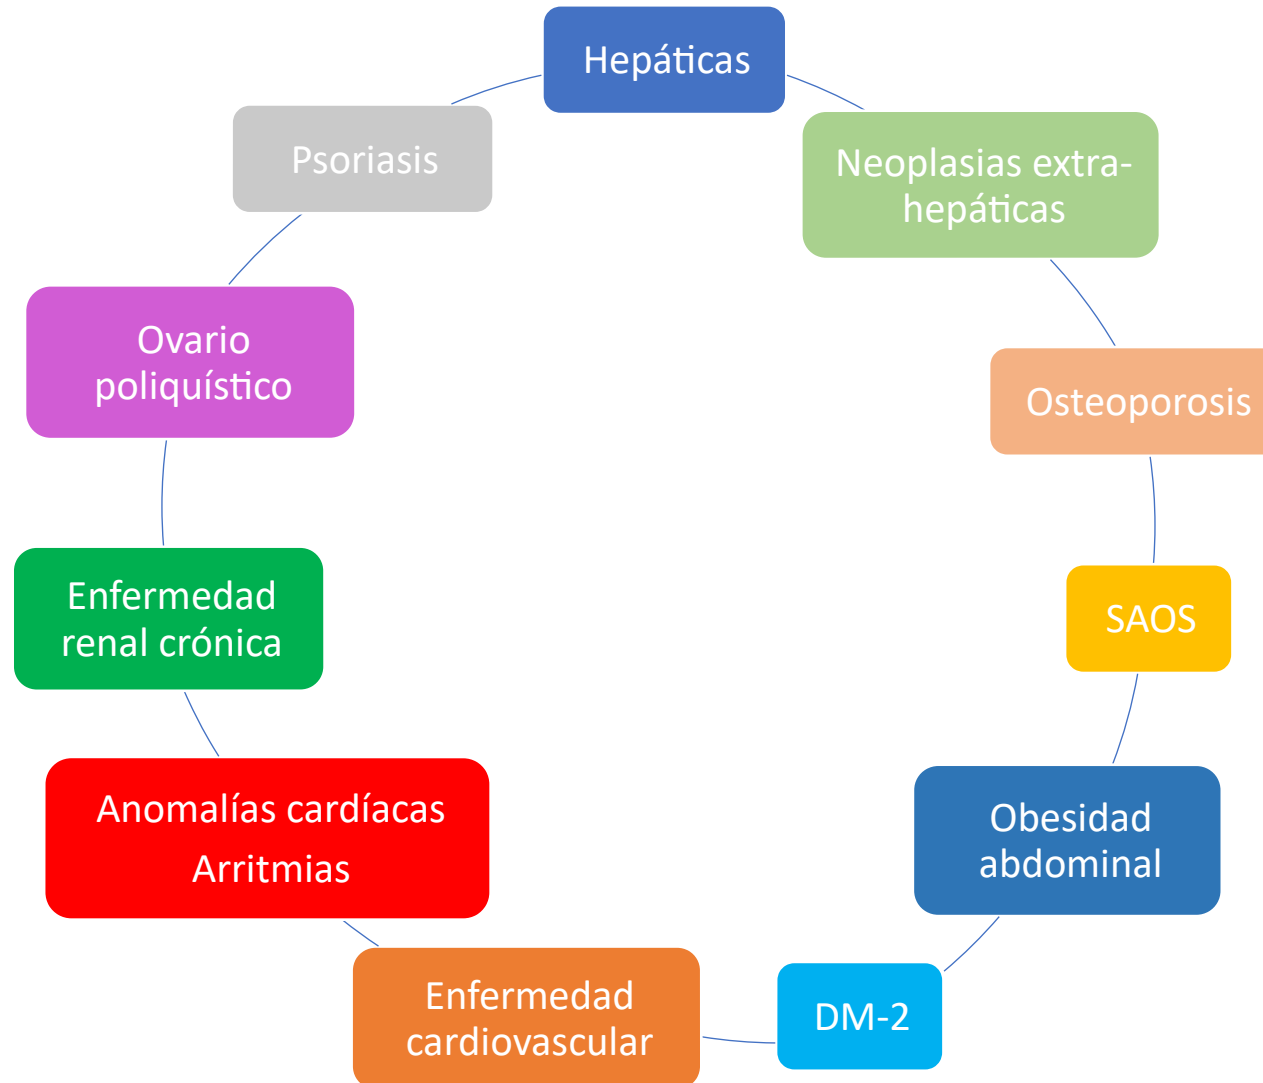 Hepáticas
Neoplasias extra-
hepáticas
Osteoporosis
SAOS
Obesidad
abdominal
DM-2
Enfermedad
cardiovascular
Anomalías cardíacas
Arritmias
Enfermedad
renal crónica
Ovario
poliquístico
Psoriasis